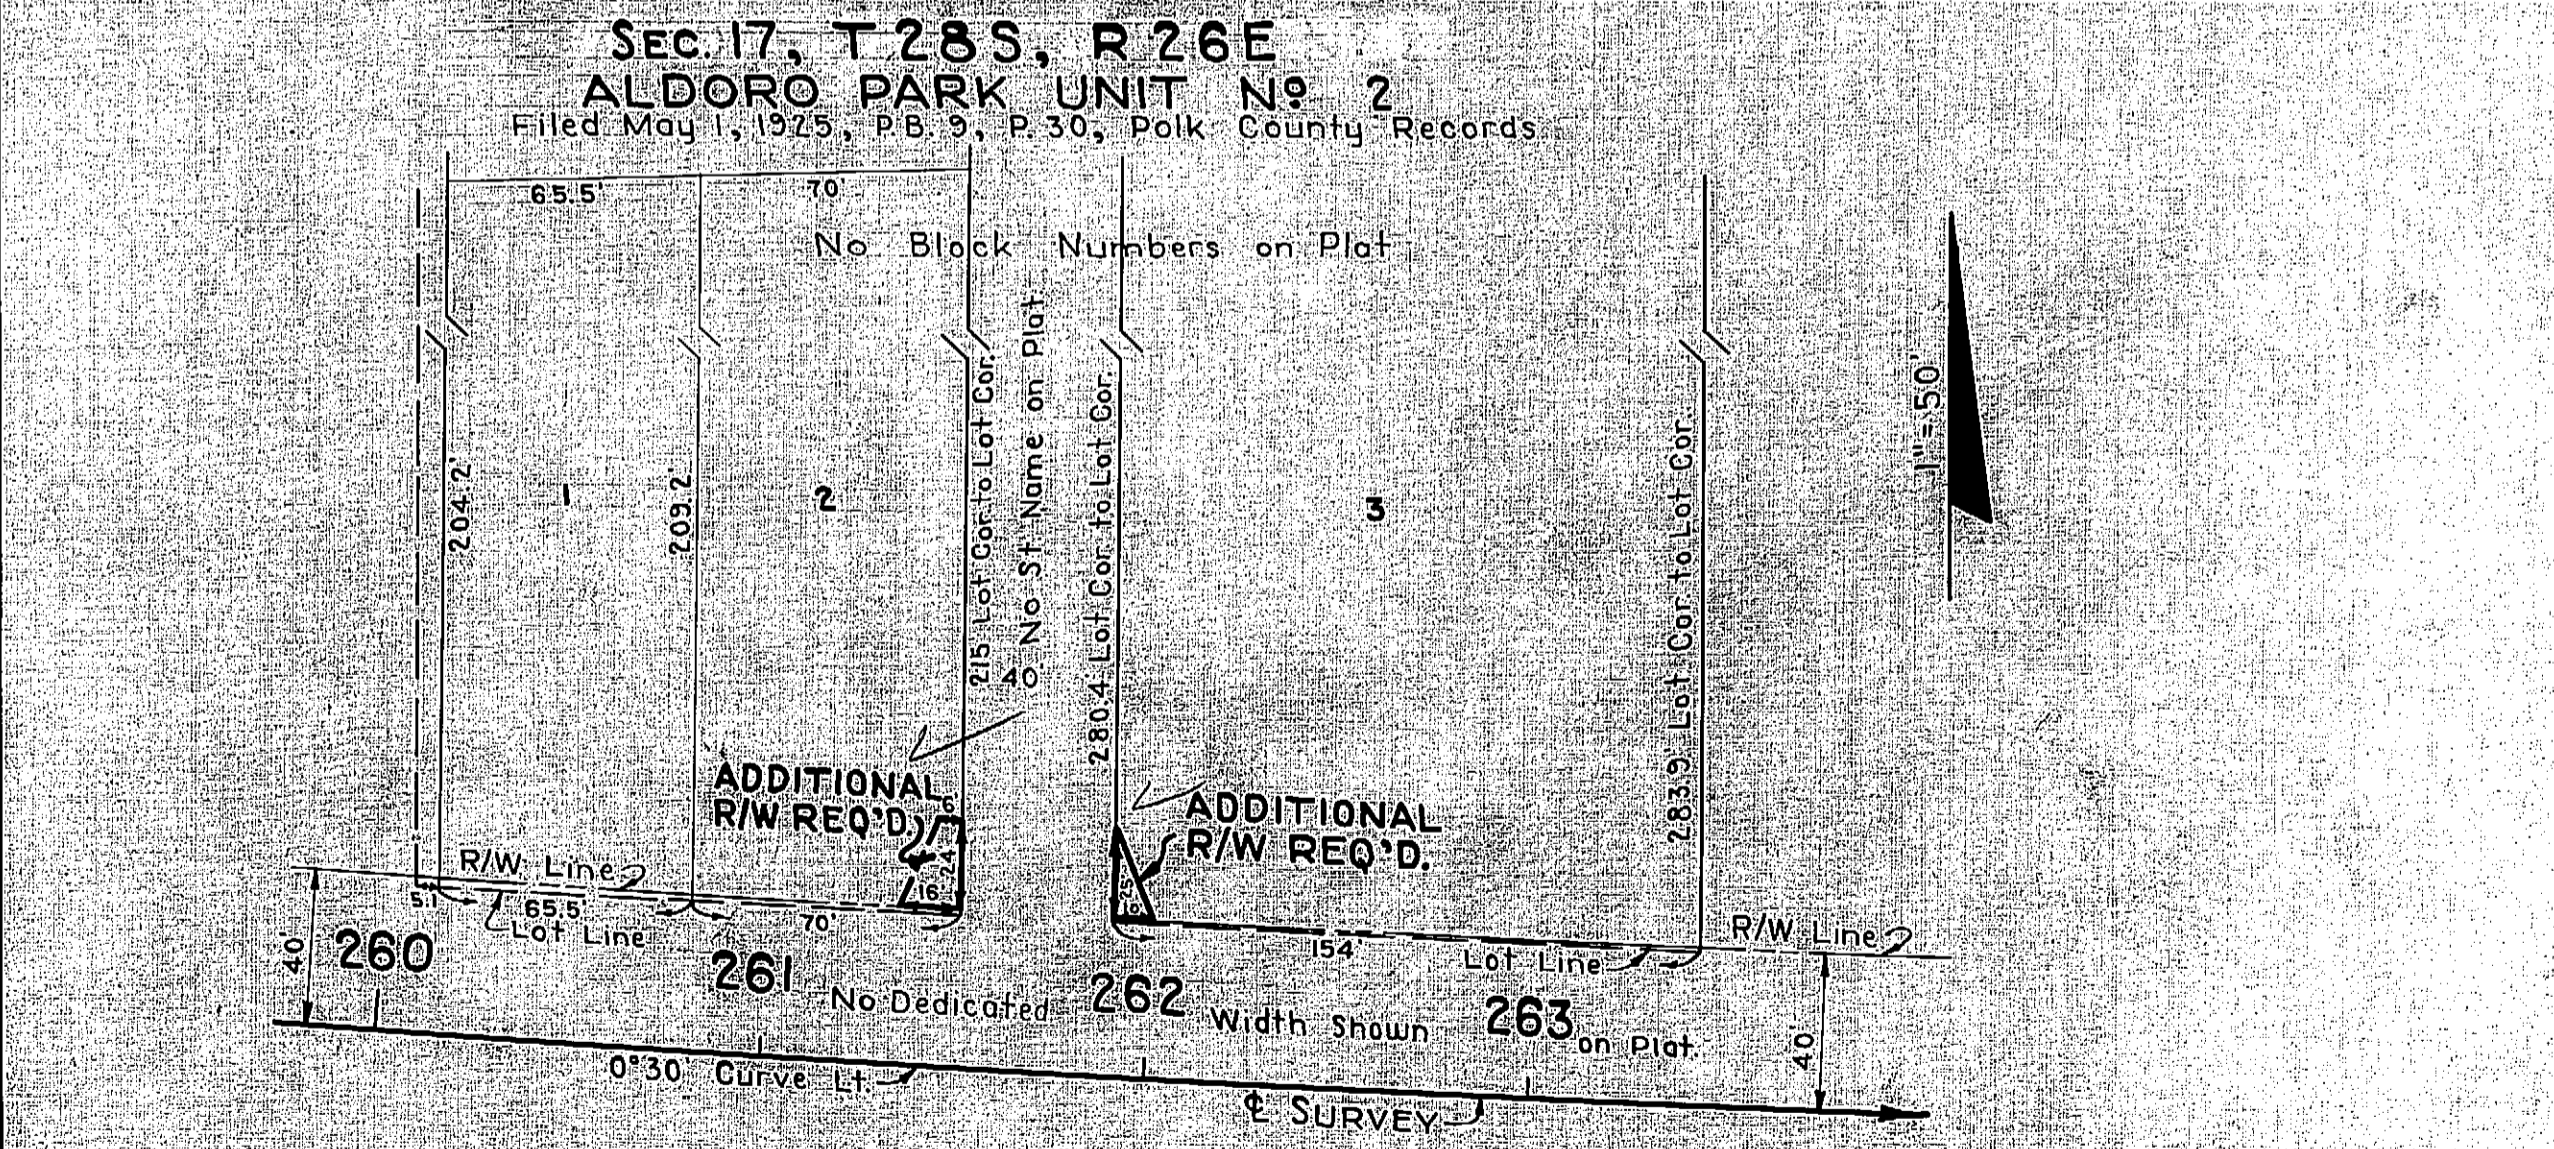 SEC. 17, T 28 S, R 26 E
ALDORO PARK UNIT Nº 2
Filed May 1, 1925, P.B. 9, P. 30, Polk County Records
65.5'
70'
No Block Numbers on Plat
204.2'
1
209.2'
2
215' Lot Cor. to Lot Cor.
40' No St. Name on Plat.
280.4' Lot Cor. to Lot Cor.
3
283.9' Lot Cor. to Lot Cor.
1"=50'
ADDITIONAL
R/W REQ'D.
6'
24'
16'
ADDITIONAL
R/W REQ'D.
25'
R/W Line
5.1'
65.5'
Lot Line
70'
154'
Lot Line
R/W Line
40'
260
261
No Dedicated
262
Width Shown
263
on Plat.
40'
0°30' Curve Lt.
℄ SURVEY